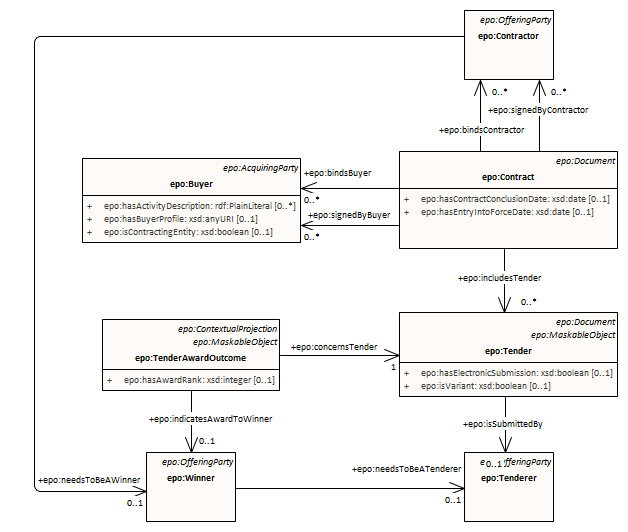 epo:OfferingParty
epo:Contractor
0..*
0..*
+epo:signedByContractor
+epo:bindsContractor
epo:AcquiringParty
epo:Buyer
+ epo:hasActivityDescription: rdf:PlainLiteral [0..*]
+ epo:hasBuyerProfile: xsd:anyURI [0..1]
+ epo:isContractingEntity: xsd:boolean [0..1]
+epo:bindsBuyer
0..*
+epo:signedByBuyer
0..*
epo:Document
epo:Contract
+ epo:hasContractConclusionDate: xsd:date [0..1]
+ epo:hasEntryIntoForceDate: xsd:date [0..1]
+epo:includesTender
0..*
epo:ContextualProjection
epo:MaskableObject
epo:TenderAwardOutcome
+ epo:hasAwardRank: xsd:integer [0..1]
+epo:concernsTender
1
epo:Document
epo:MaskableObject
epo:Tender
+ epo:hasElectronicSubmission: xsd:boolean [0..1]
+ epo:isVariant: xsd:boolean [0..1]
+epo:indicatesAwardToWinner
0..1
+epo:isSubmittedBy
0..1
+epo:needsToBeAWinner
0..1
epo:OfferingParty
epo:Winner
+epo:needsToBeATenderer
0..1
fferingParty
epo:Tenderer